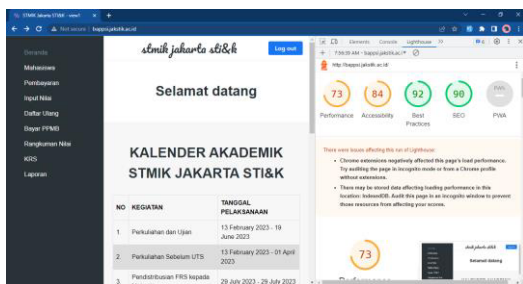 STMIK Jakarta STI&K - view1
Not secure | bappsi.jakstik.ac.id
Beranda
Mahasiswa
Pembayaran
Input Nilai
Daftar Ulang
Bayar PPMB
Rangkuman Nilai
KRS
Laporan
stmik jakarta sti&k
Log out
Selamat datang
KALENDER AKADEMIK
STMIK JAKARTA STI&K
NO KEGIATAN TANGGAL PELAKSANAAN
1. Perkuliahan dan Ujian 13 February 2023 - 19 June 2023
2. Perkuliahan Sebelum UTS 13 February 2023 - 01 April 2023
3. Pendistribusian FRS kepada 29 July 2023 - 29 July 2023
Elements Console Lighthouse
bappsi.jakstik.ac.id
http://bappsi.jakstik.ac.id/
73 84 92 90
Performance Accessibility Best Practices SEO PWA
There were issues affecting this run of Lighthouse:
• Chrome extensions negatively affected this page's load performance.
Try auditing the page in incognito mode or from a Chrome profile
without extensions.
• There may be stored data affecting loading performance in this
location: IndexedDB. Audit this page in an incognito window to prevent
those resources from affecting your scores.
73
stmik jakarta sti&k
Selamat datang